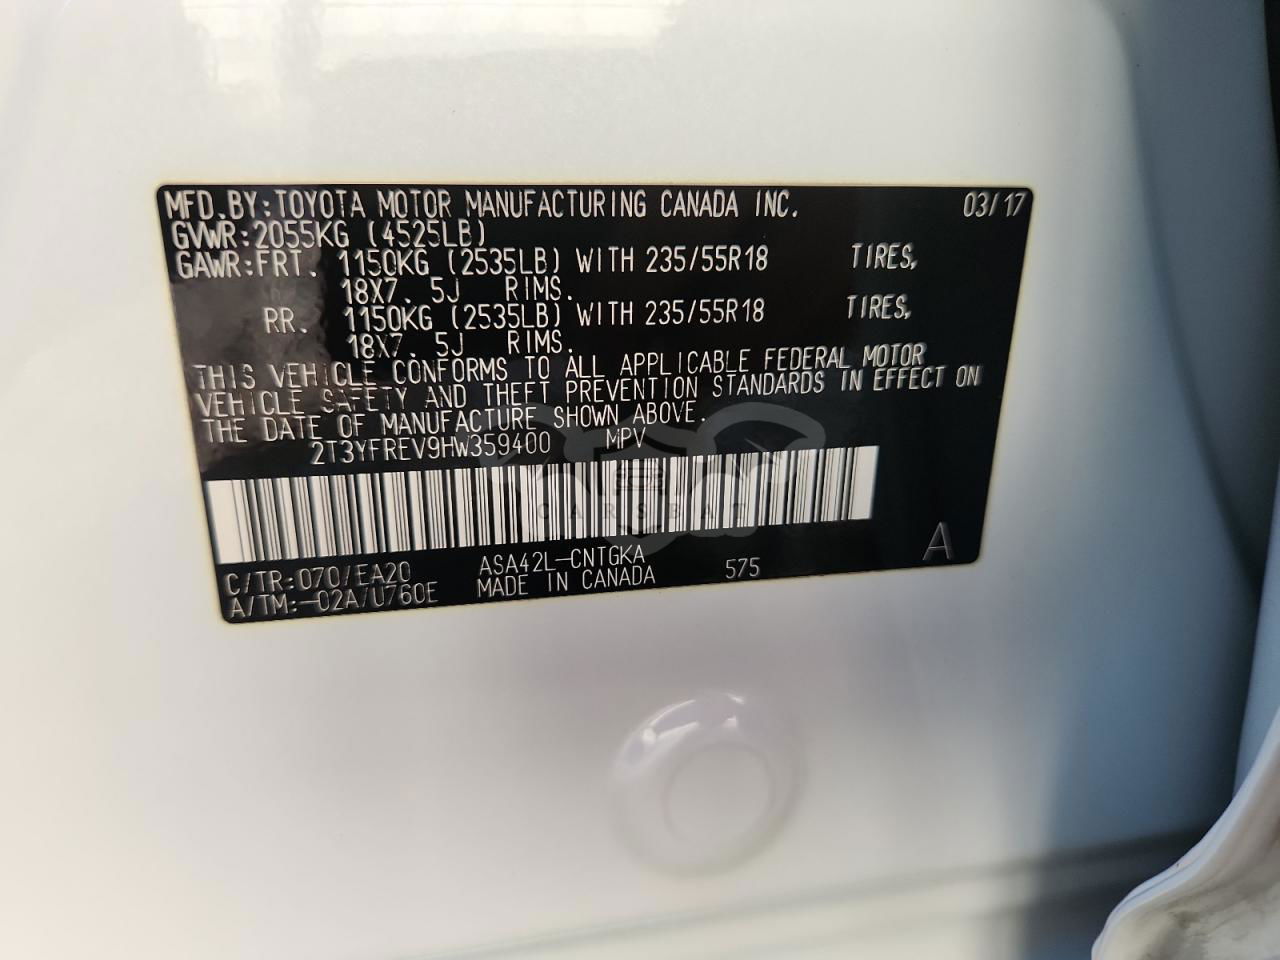 MFD.BY:TOYOTA MOTOR MANUFACTURING CANADA INC. 03/17
GVWR:2055KG (4525LB)
GAWR:FRT. 1150KG (2535LB) WITH 235/55R18 TIRES,
18X7.5J RIMS.
RR. 1150KG (2535LB) WITH 235/55R18 TIRES,
18X7.5J RIMS.
THIS VEHICLE CONFORMS TO ALL APPLICABLE FEDERAL MOTOR
VEHICLE SAFETY AND THEFT PREVENTION STANDARDS IN EFFECT ON
THE DATE OF MANUFACTURE SHOWN ABOVE.
2T3YFREV9HW359400 MPV
CARSBAT
C/TR:070/EA20 ASA42L-CNTGKA A
A/TM:-02A/U760E MADE IN CANADA 575